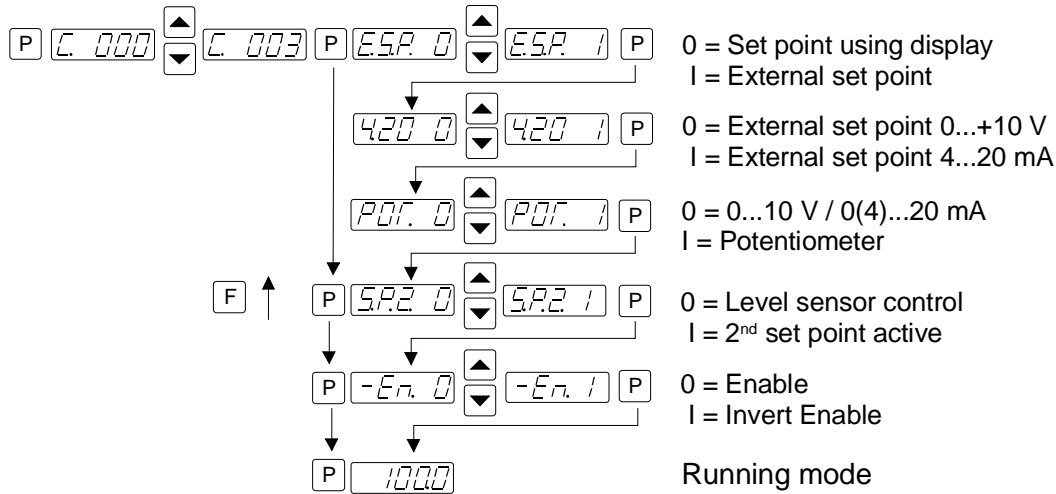 P C. 000 C. 003 P E.S.P. 0 E.S.P. 1 P 0 = Set point using display
I = External set point
4.20 0 4.20 1 P 0 = External set point 0...+10 V
I = External set point 4...20 mA
POT. 0 POT. 1 P 0 = 0...10 V / 0(4)...20 mA
I = Potentiometer
F P S.P.2. 0 S.P.2. 1 P 0 = Level sensor control
I = 2nd set point active
P -En. 0 -En. 1 P 0 = Enable
I = Invert Enable
P 100.0 Running mode